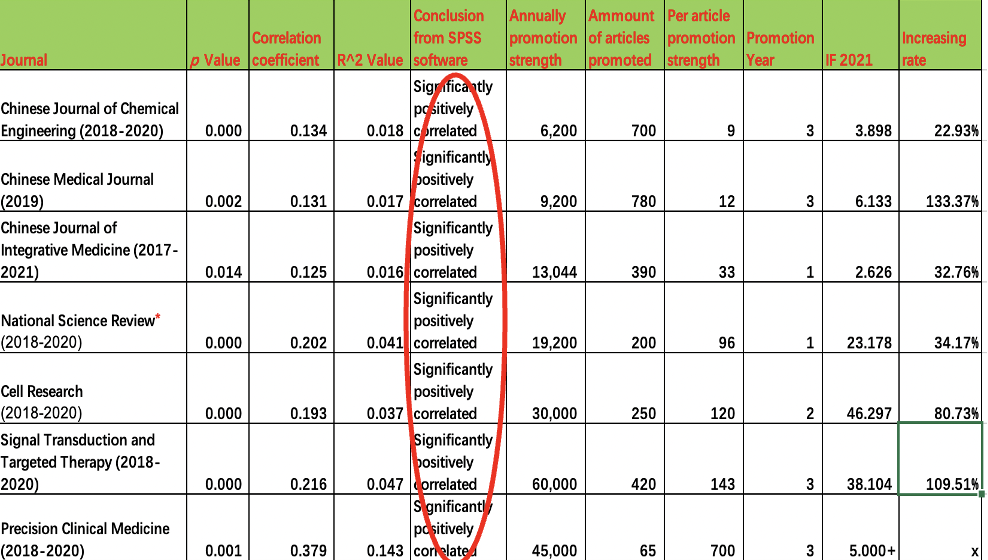 Journal p Value Correlation coefficient R^2 Value Conclusion from SPSS software Annually promotion strength Ammount of articles promoted Per article promotion strength Promotion Year IF 2021 Increasing rate
Chinese Journal of Chemical Engineering (2018-2020) 0.000 0.134 0.018 Significantly positively correlated 6,200 700 9 3 3.898 22.93%
Chinese Medical Journal (2019) 0.002 0.131 0.017 Significantly positively correlated 9,200 780 12 3 6.133 133.37%
Chinese Journal of Integrative Medicine (2017-2021) 0.014 0.125 0.016 Significantly positively correlated 13,044 390 33 1 2.626 32.76%
National Science Review* (2018-2020) 0.000 0.202 0.041 Significantly positively correlated 19,200 200 96 1 23.178 34.17%
Cell Research (2018-2020) 0.000 0.193 0.037 Significantly positively correlated 30,000 250 120 2 46.297 80.73%
Signal Transduction and Targeted Therapy (2018-2020) 0.000 0.216 0.047 Significantly positively correlated 60,000 420 143 3 38.104 109.51%
Precision Clinical Medicine (2018-2020) 0.001 0.379 0.143 Significantly positively correlated 45,000 65 700 3 5.000+ x